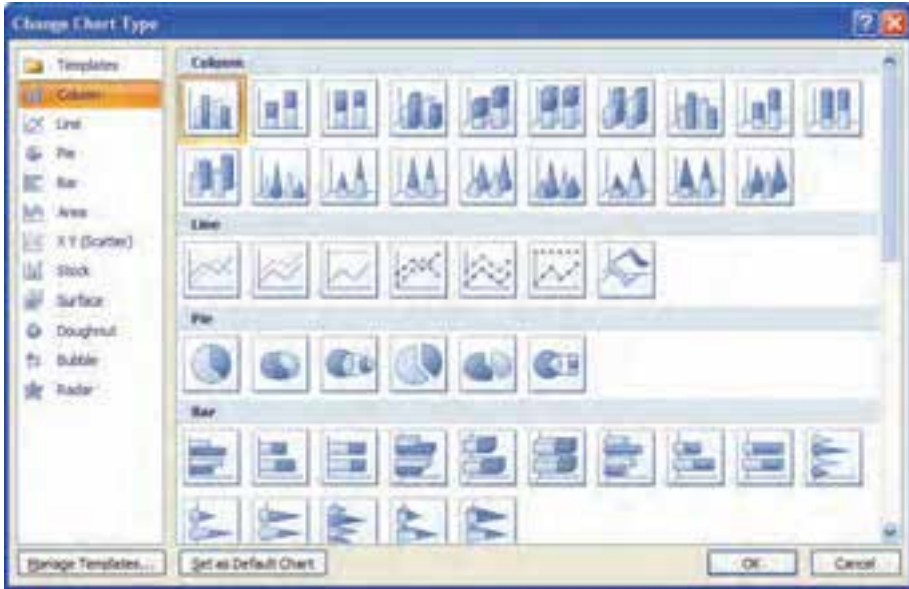 Change Chart Type
Templates
Column
Line
Pie
Bar
Area
X Y (Scatter)
Stock
Surface
Doughnut
Bubble
Radar
Column
Line
Pie
Bar
Manage Templates...
Set as Default Chart
OK
Cancel